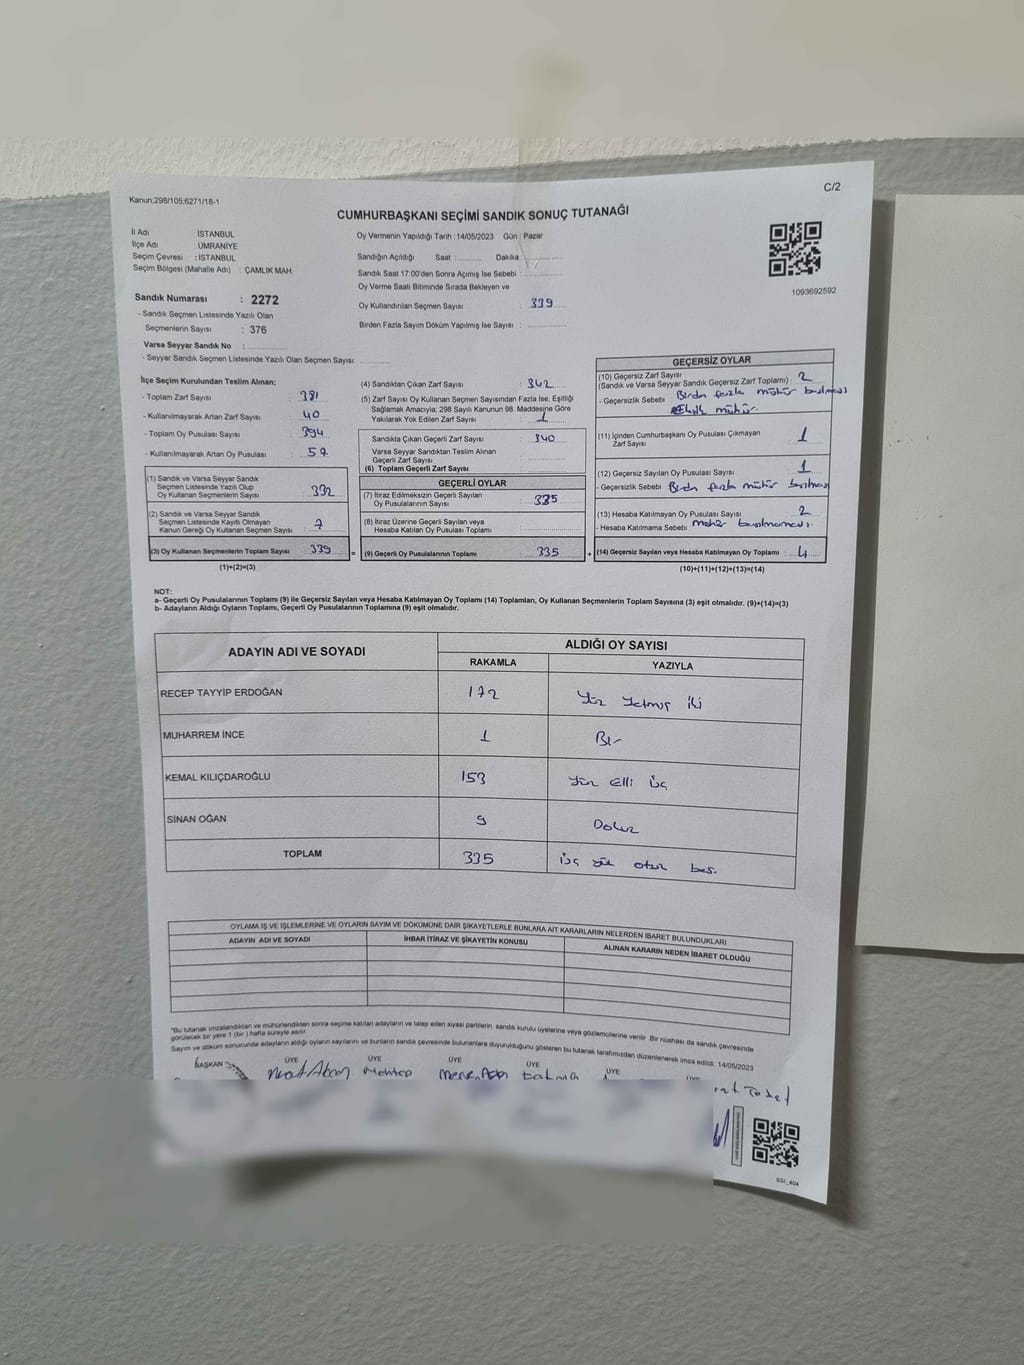 C/2
Kanun;298/105;6271/18-1
CUMHURBAŞKANI SEÇİMİ SANDIK SONUÇ TUTANAĞI
İl Adı : İSTANBUL
İlçe Adı : ÜMRANİYE
Seçim Çevresi : İSTANBUL
Seçim Bölgesi (Mahalle Adı) : ÇAMLIK MAH.
Sandık Numarası : 2272
- Sandık Seçmen Listesinde Yazılı Olan
Seçmenlerin Sayısı : 376
Varsa Seyyar Sandık No :
- Seyyar Sandık Seçmen Listesinde Yazılı Olan Seçmen Sayısı:
Oy Vermenin Yapıldığı Tarih : 14/05/2023 Gün : Pazar
Sandığın Açıldığı Saat : Dakika
Sandık Saat 17:00'den Sonra Açımış İse Sebebi :
Oy Verme Saati Bitiminde Sırada Bekleyen ve
Oy Kullandırılan Seçmen Sayısı : 339
Birden Fazla Sayım Döküm Yapılmış İse Sayısı :
1093692592
İlçe Seçim Kurulundan Teslim Alınan;
- Toplam Zarf Sayısı : 381
- Kullanılmayarak Artan Zarf Sayısı : 40
- Toplam Oy Pusulası Sayısı : 394
- Kullanılmayarak Artan Oy Pusulası : 57
(1) Sandık ve Varsa Seyyar Sandık
Seçmen Listesinde Yazılı Olup
Oy Kullanan Seçmenlerin Sayısı : 332
(2) Sandık ve Varsa Seyyar Sandık
Seçmen Listesinde Kayıtlı Olmayan
Kanun Gereği Oy Kullanan Seçmen Sayısı : 7
(3) Oy Kullanan Seçmenlerin Toplam Sayısı : 339 =
(1)+(2)=(3)
(4) Sandıktan Çıkan Zarf Sayısı : 342
(5) Zarf Sayısı Oy Kullanan Seçmen Sayısından Fazla İse, Eşitliği
Sağlamak Amacıyla; 298 Sayılı Kanunun 98. Maddesine Göre
Yakılarak Yok Edilen Zarf Sayısı : 1
Sandıkta Çıkan Geçerli Zarf Sayısı : 340
Varsa Seyyar Sandıktan Teslim Alınan
Geçerli Zarf Sayısı
(6) Toplam Geçerli Zarf Sayısı
GEÇERLİ OYLAR
(7) İtiraz Edilmeksizin Geçerli Sayılan
Oy Pusulalarının Sayısı : 335
(8) İtiraz Üzerine Geçerli Sayılan veya
Hesaba Katılan Oy Pusulası Toplamı
(9) Geçerli Oy Pusulalarının Toplamı : 335 +
GEÇERSİZ OYLAR
(10) Geçersiz Zarf Sayısı
(Sandık ve Varsa Seyyar Sandık Geçersiz Zarf Toplamı) : 2
- Geçersizlik Sebebi : Birden fazla mühür basılması
mühür.
(11) İçinden Cumhurbaşkanı Oy Pusulası Çıkmayan
Zarf Sayısı : 1
(12) Geçersiz Sayılan Oy Pusulası Sayısı : 1
- Geçersizlik Sebebi : Birden fazla mühür basılması
(13) Hesaba Katılmayan Oy Pusulası Sayısı : 2
- Hesaba Katılmama Sebebi : mühür basılmaması.
(14) Geçersiz Sayılan veya Hesaba Katılmayan Oy Toplamı : 4
(10)+(11)+(12)+(13)=(14)
NOT:
a- Geçerli Oy Pusulalarının Toplamı (9) ile Geçersiz Sayılan veya Hesaba Katılmayan Oy Toplamı (14) Toplamları, Oy Kullanan Seçmenlerin Toplam Sayısına (3) eşit olmalıdır. (9)+(14)=(3)
b- Adayların Aldığı Oyların Toplamı, Geçerli Oy Pusulalarının Toplamına (9) eşit olmalıdır.
ADAYIN ADI VE SOYADI ALDIĞI OY SAYISI
RAKAMLA YAZIYLA
RECEP TAYYİP ERDOĞAN 172 Yüz Yetmiş iki
MUHARREM İNCE 1 Bir
KEMAL KILIÇDAROĞLU 153 Yüz Elli üç
SİNAN OĞAN 9 Dokuz
TOPLAM 335 üç yüz otuz beş.
OYLAMA İŞ VE İŞLEMLERİNE VE OYLARIN SAYIM VE DÖKÜMÜNE DAİR ŞİKAYETLERLE BUNLARA AİT KARARLARIN NELERDEN İBARET BULUNDUKLARI
ADAYIN ADI VE SOYADI İHBAR İTİRAZ VE ŞİKAYETİN KONUSU ALINAN KARARIN NEDEN İBARET OLDUĞU
*Bu tutanak imzalandıktan ve mühürlendikten sonra seçime katılan adayların ve talep eden siyasi partilerin sandık kurulu üyelerine veya gözlemcilerine verilir. Bir nüshası da sandık çevresinde
görülecek bir yere 1 (bir ) hafta süreyle asılır.
Sayım ve döküm sonucunda adayların aldığı oyların sayılarını ve bunların sandık çevresinde bulunanlara duyurulduğunu gösteren bu tutanak tarafımızdan düzenlenerek imza edildi. 14/05/2023
BAŞKAN ÜYE ÜYE ÜYE ÜYE ÜYE
SSI_404